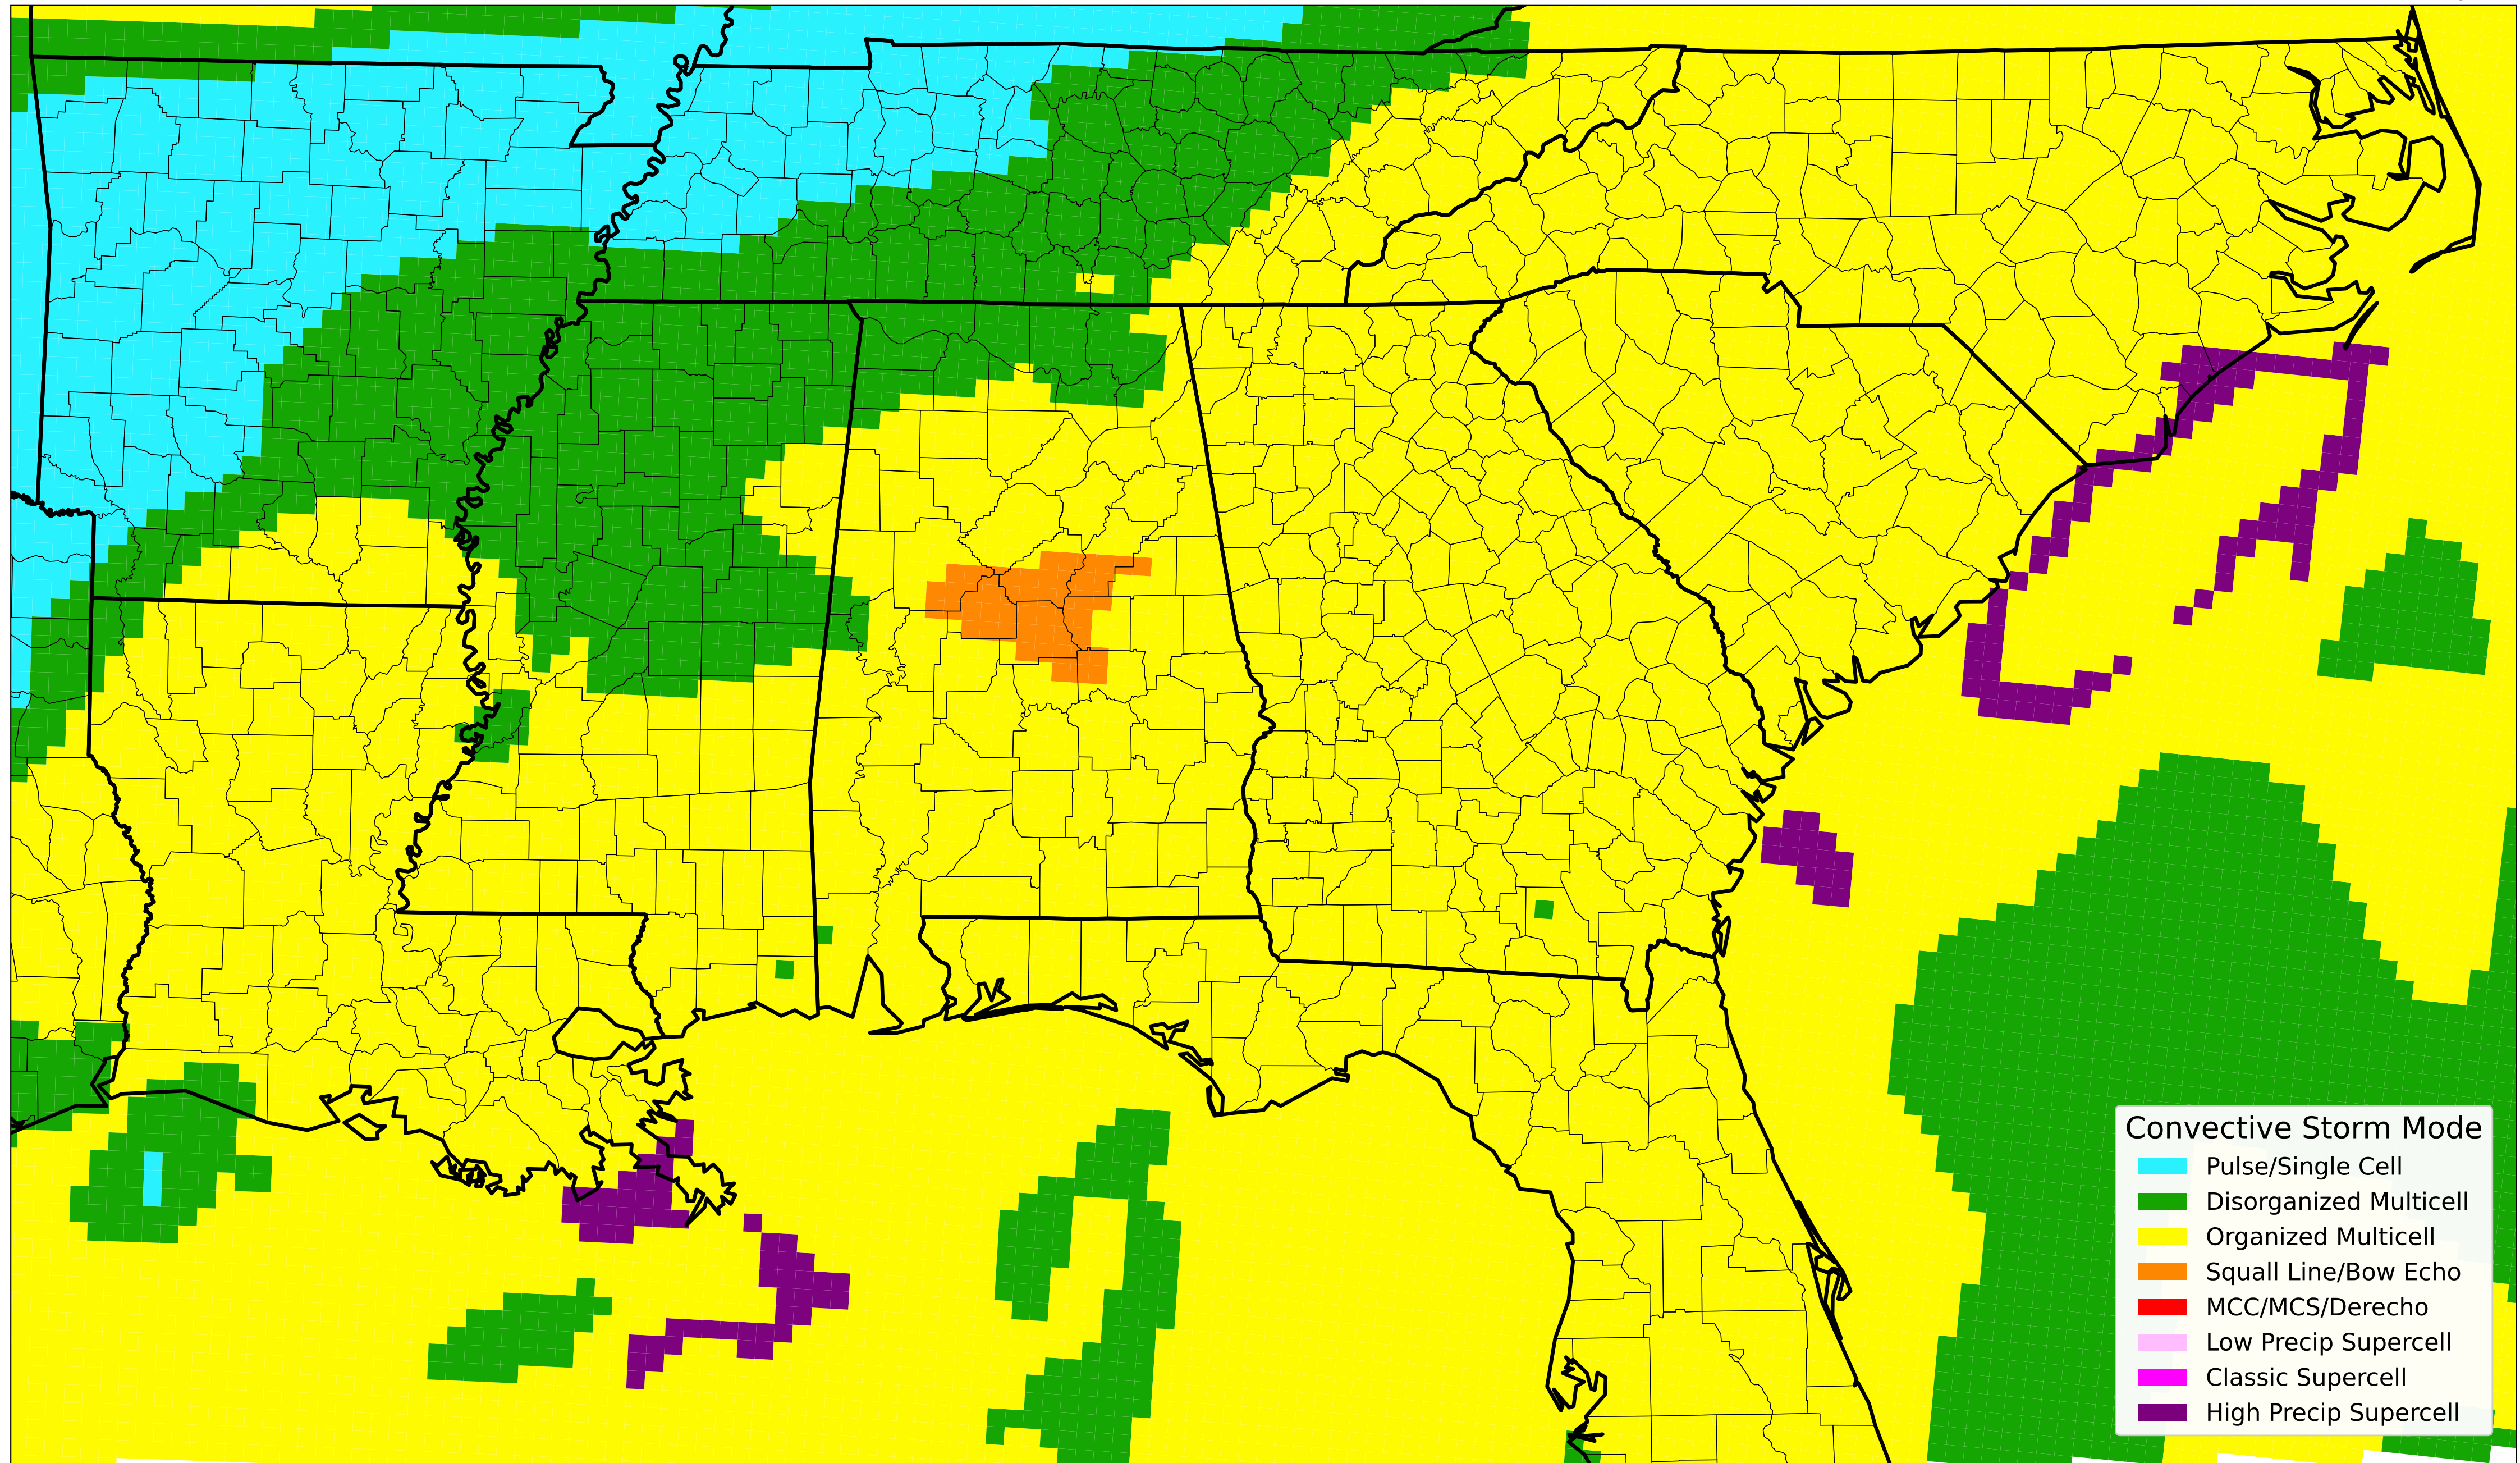 Convective Storm Mode
Pulse/Single Cell
Disorganized Multicell
Organized Multicell
Squall Line/Bow Echo
MCC/MCS/Derecho
Low Precip Supercell
Classic Supercell
High Precip Supercell